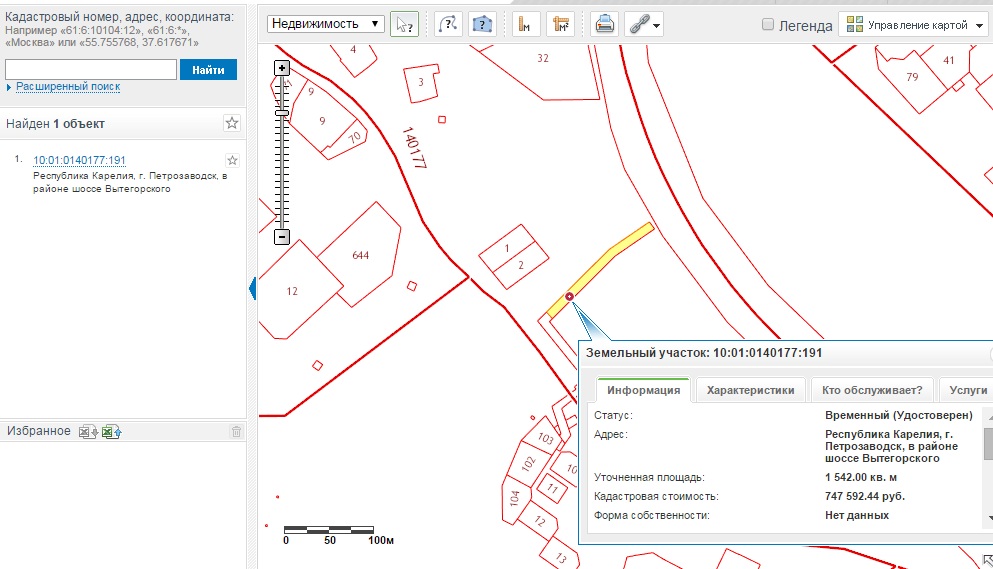 Кадастровый номер, адрес, координата:
Например «61:6:10104:12», «61:6:*»,
«Москва» или «55.755768, 37.617671»
Найти
Расширенный поиск
Найден 1 объект
1. 10:01:0140177:191
Республика Карелия, г. Петрозаводск, в
районе шоссе Вытегорского
Избранное
Недвижимость
?
?
?
М
М²
Легенда
Управление картой
4
3
32
79
41
9
9
70
140177
1
2
644
12
Земельный участок: 10:01:0140177:191
Информация
Характеристики
Кто обслуживает?
Услуги
Статус: Временный (Удостоверен)
Адрес: Республика Карелия, г.
Петрозаводск, в районе
шоссе Вытегорского
Уточненная площадь: 1 542.00 кв. м
Кадастровая стоимость: 747 592.44 руб.
Форма собственности: Нет данных
103
102
10
104
11
12
13
0 50 100м